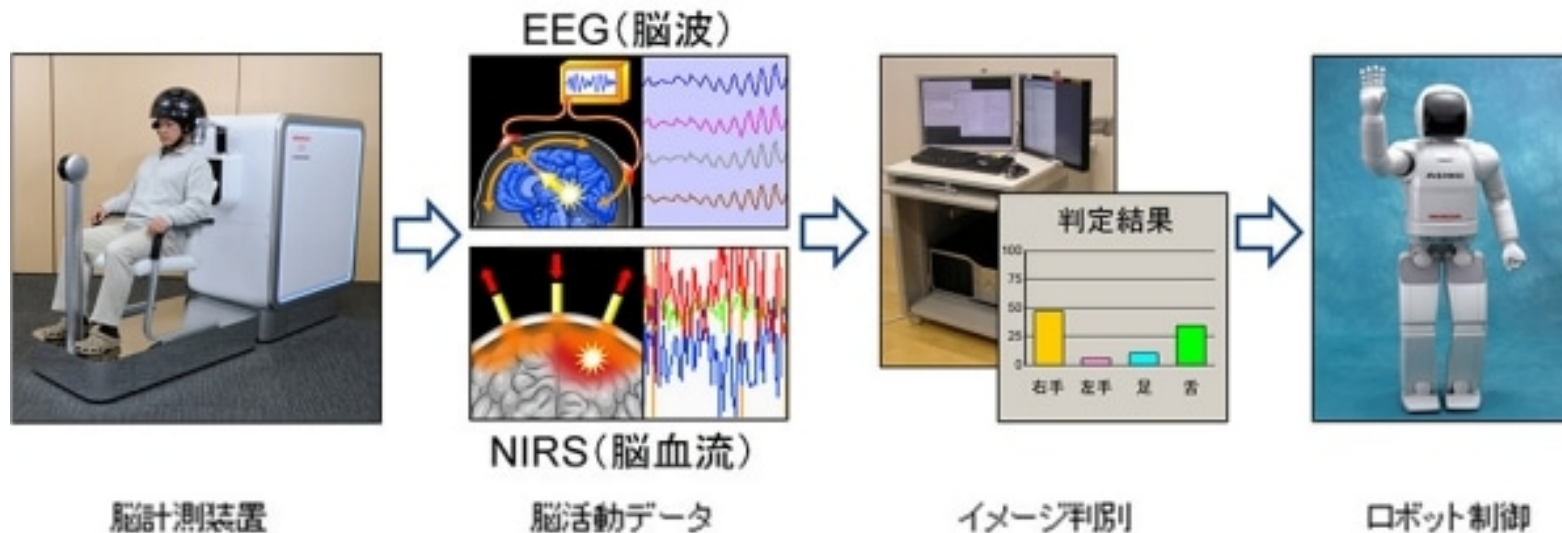 EEG(脳波)
判定結果
100
75
50
25
0
右手 左手 足 舌
NIRS(脳血流)
脳計測装置 脳活動データ イメージ判別 ロボット制御